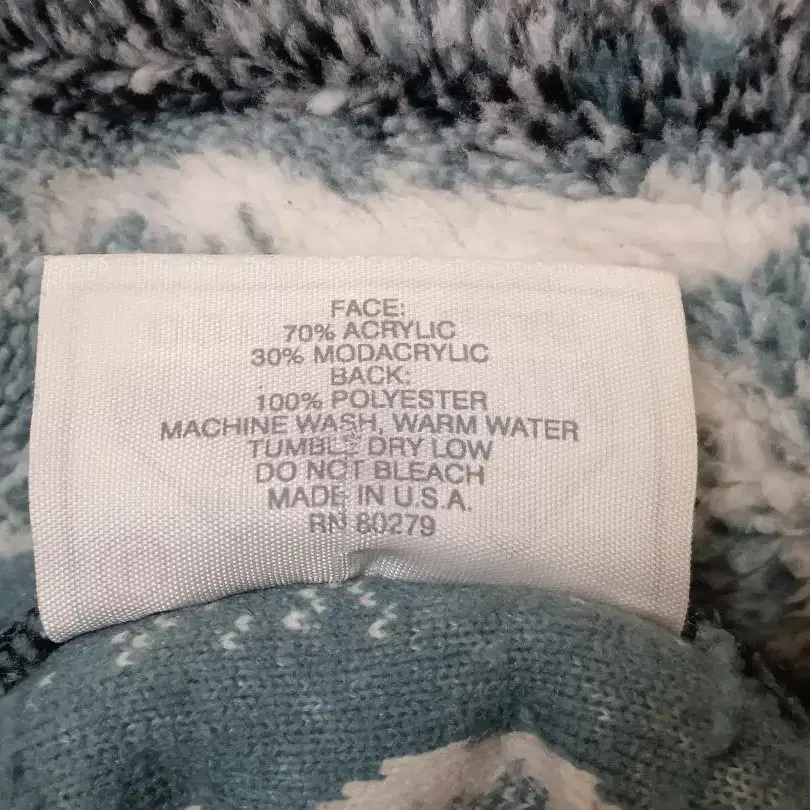 FACE:
70% ACRYLIC
30% MODACRYLIC
BACK:
100% POLYESTER
MACHINE WASH, WARM WATER
TUMBLE DRY LOW
DO NOT BLEACH
MADE IN U.S.A.
RN 80279